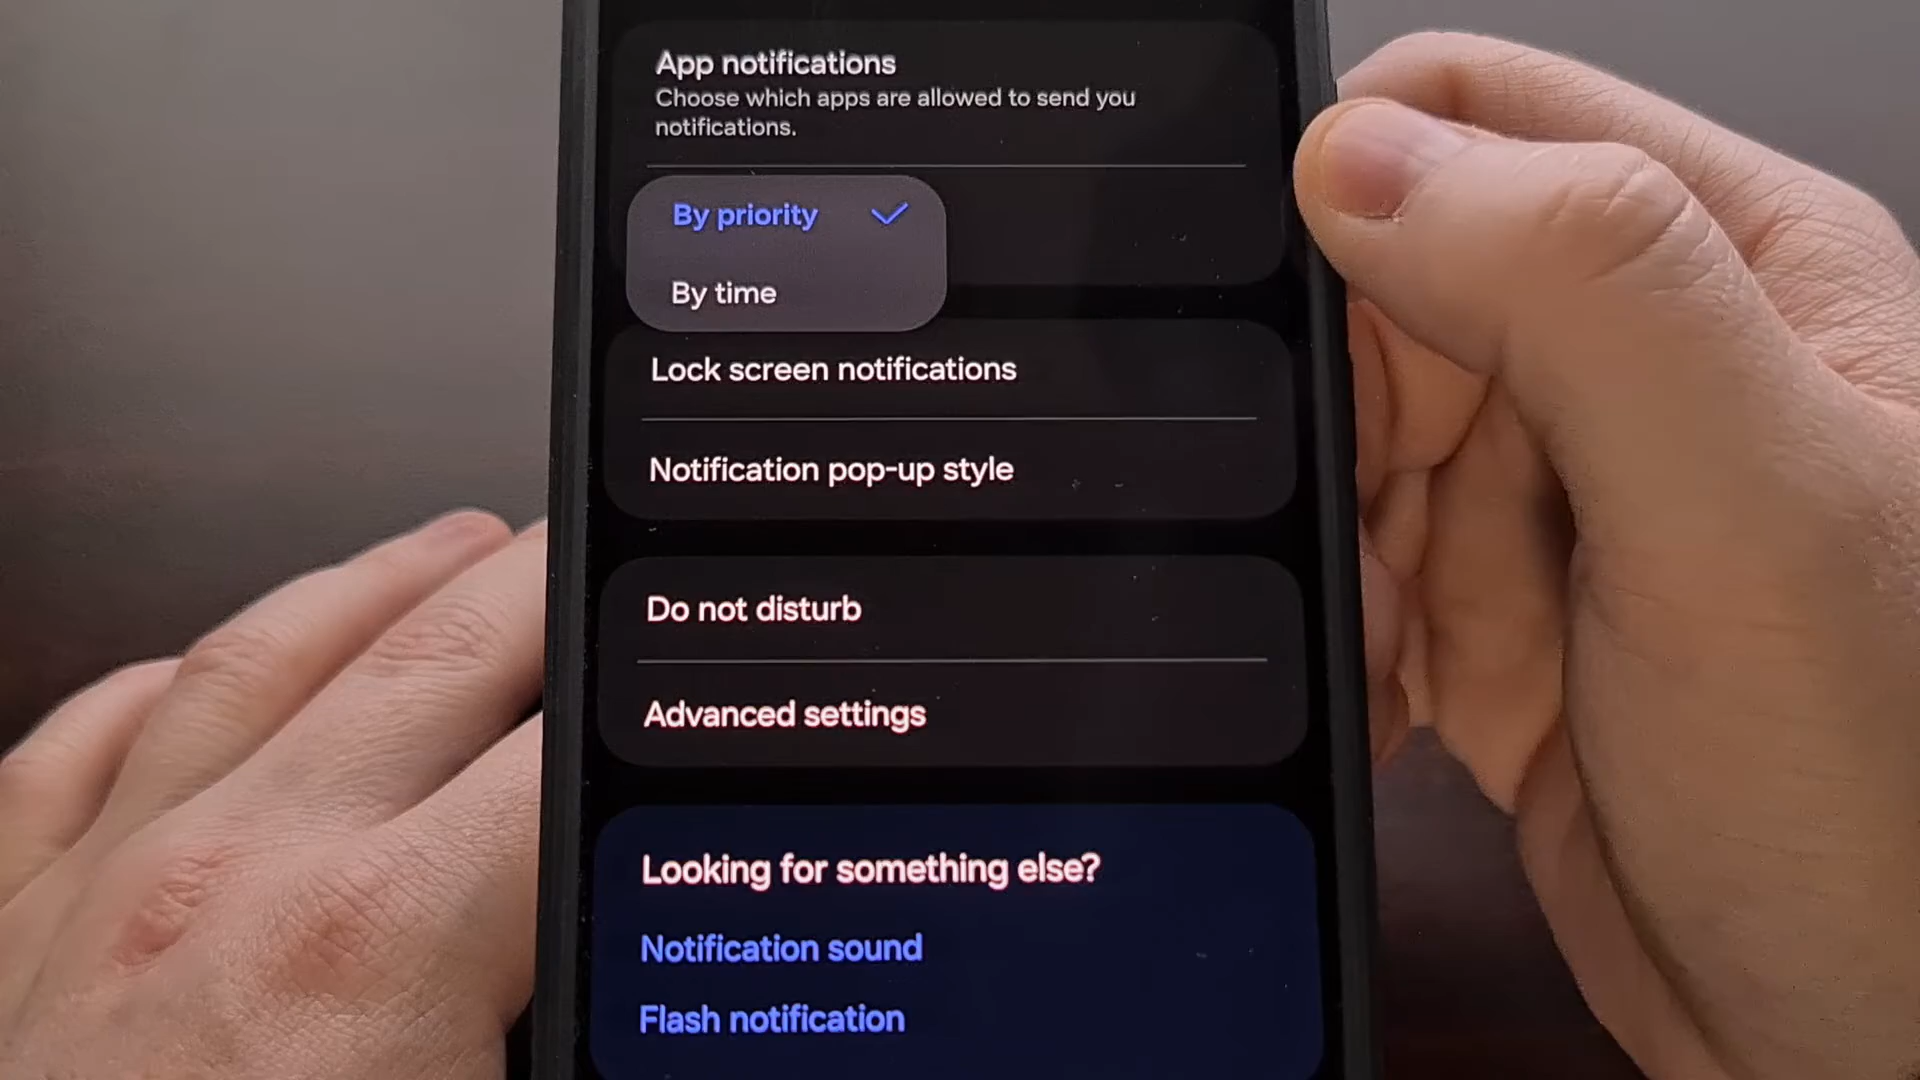 App notifications
Choose which apps are allowed to send you
notifications.
By priority
By time
Lock screen notifications
Notification pop-up style
Do not disturb
Advanced settings
Looking for something else?
Notification sound
Flash notification